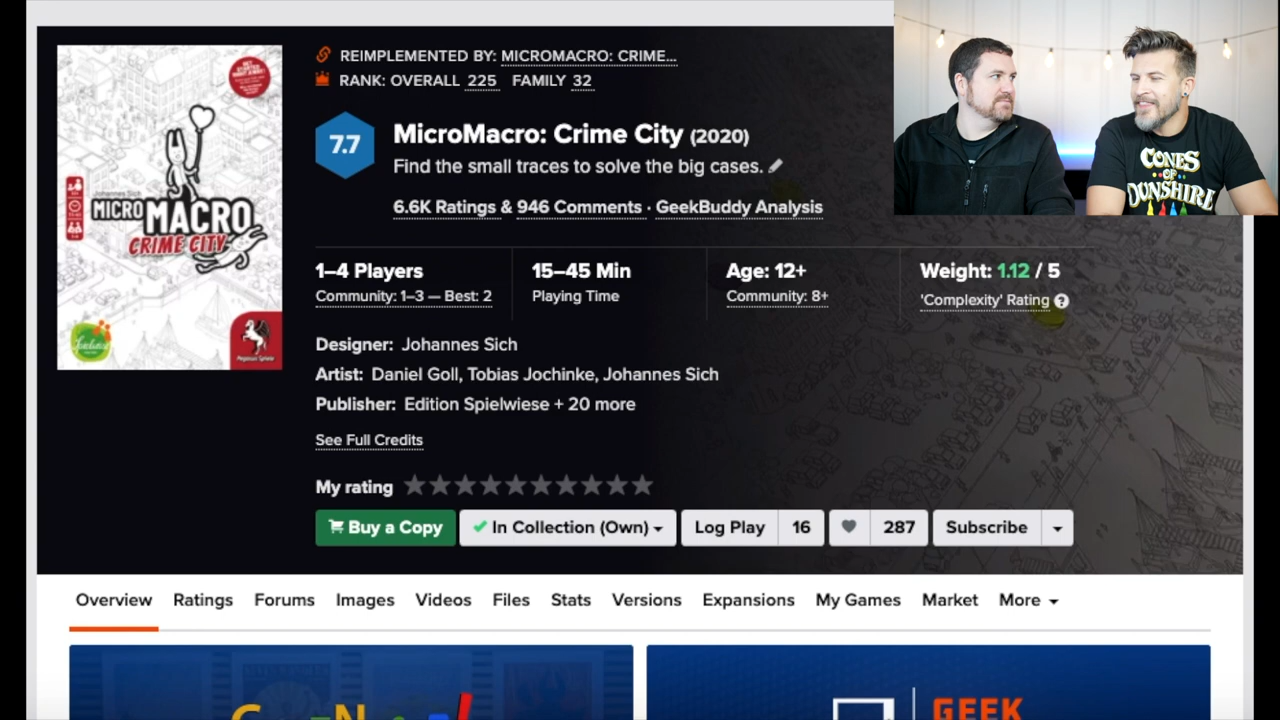 REIMPLEMENTED BY: MICROMACRO: CRIME...
RANK: OVERALL 225 FAMILY 32
7.7
MicroMacro: Crime City (2020)
Find the small traces to solve the big cases.
6.6K Ratings & 946 Comments · GeekBuddy Analysis
1–4 Players
Community: 1–3 — Best: 2
15–45 Min
Playing Time
Age: 12+
Community: 8+
Weight: 1.12 / 5
'Complexity' Rating ?
Designer: Johannes Sich
Artist: Daniel Goll, Tobias Jochinke, Johannes Sich
Publisher: Edition Spielwiese + 20 more
See Full Credits
My rating
Buy a Copy
In Collection (Own)
Log Play 16
287
Subscribe
Overview Ratings Forums Images Videos Files Stats Versions Expansions My Games Market More
GEEK
Johannes Sich
MICRO MACRO
CRIME CITY
Spielwiese
Pegasus Spiele
CONES
OF
DUNSHIRE